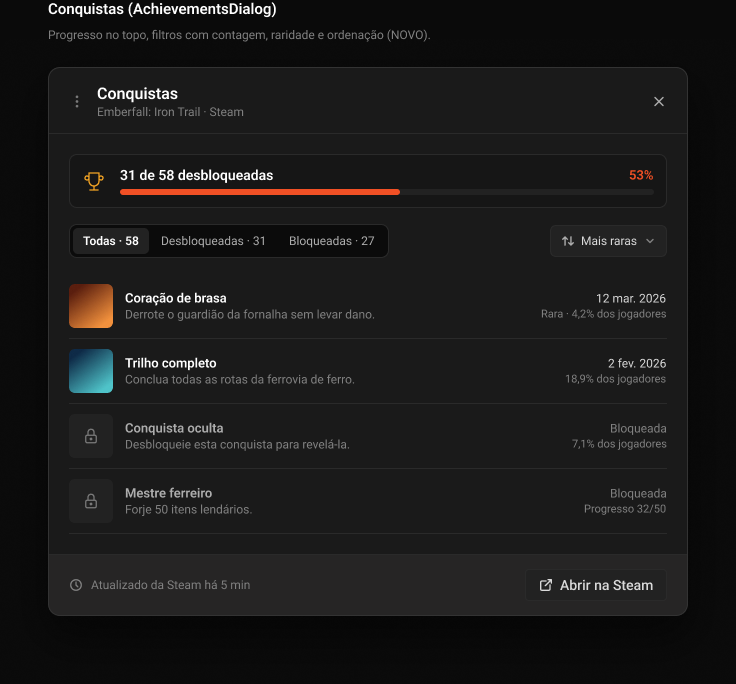 Conquistas (AchievementsDialog)
Progresso no topo, filtros com contagem, raridade e ordenação (NOVO).
Conquistas
Emberfall: Iron Trail · Steam
31 de 58 desbloqueadas 53%
Todas · 58 Desbloqueadas · 31 Bloqueadas · 27 Mais raras
Coração de brasa 12 mar. 2026
Derrote o guardião da fornalha sem levar dano. Rara · 4,2% dos jogadores
Trilho completo 2 fev. 2026
Conclua todas as rotas da ferrovia de ferro. 18,9% dos jogadores
Conquista oculta Bloqueada
Desbloqueie esta conquista para revelá-la. 7,1% dos jogadores
Mestre ferreiro Bloqueada
Forje 50 itens lendários. Progresso 32/50
Atualizado da Steam há 5 min Abrir na Steam